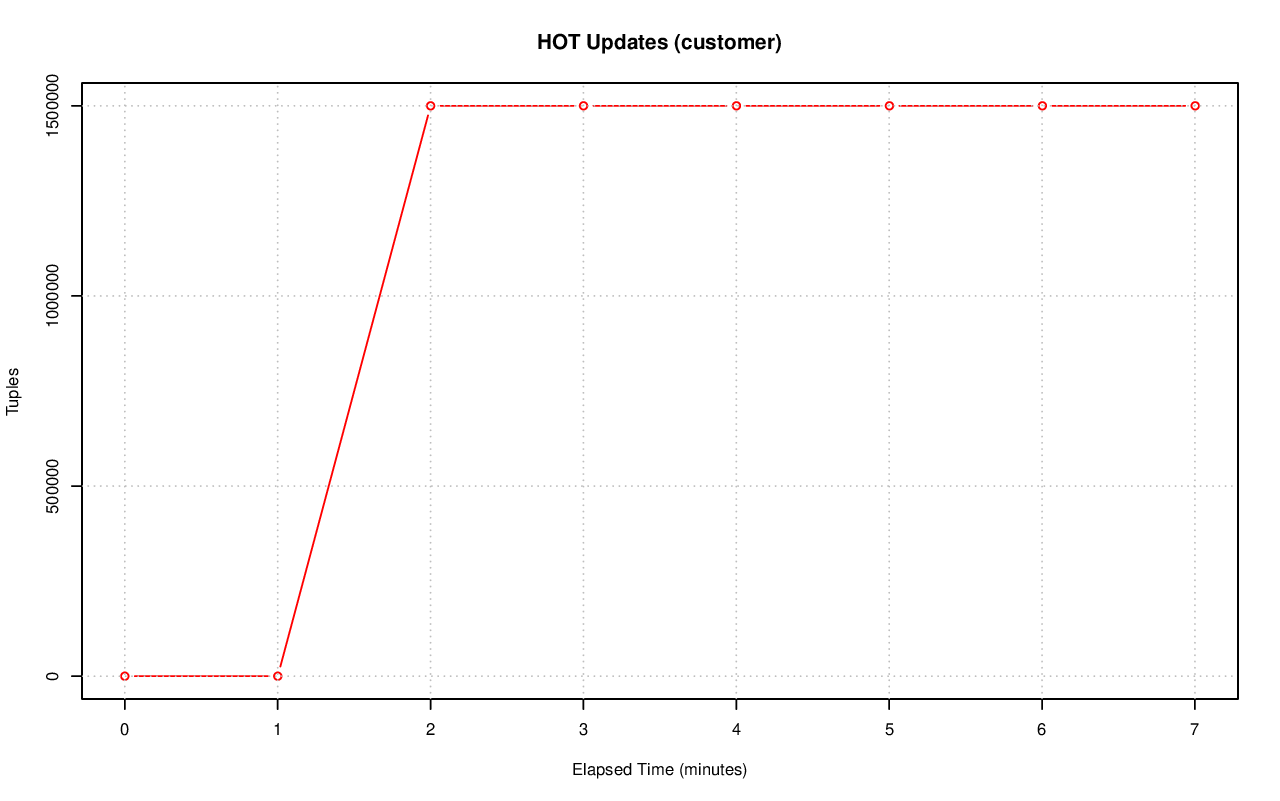 HOT Updates (customer)
1500000
1000000
500000
0
Tuples
0 1 2 3 4 5 6 7
Elapsed Time (minutes)